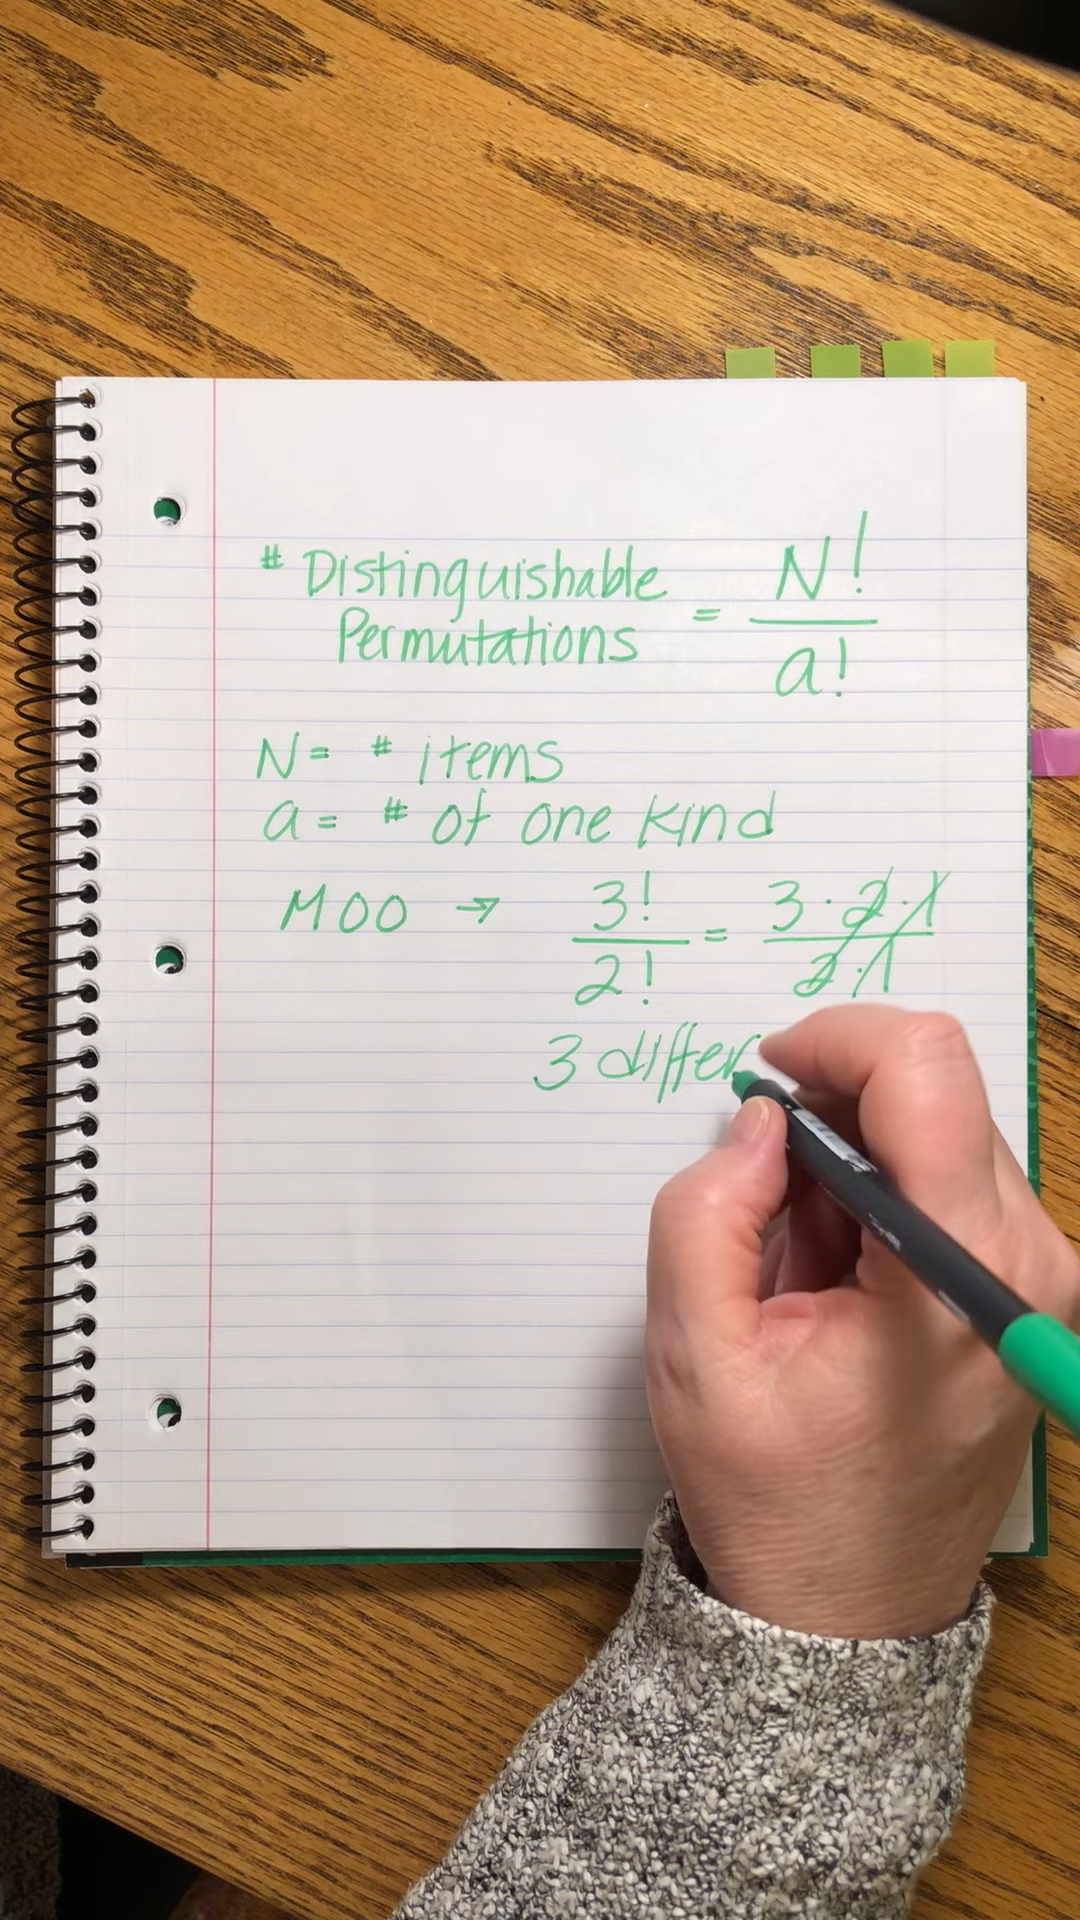 # Distinguishable
Permutations = N!
a!
N = # items
a = # of one kind
MOO → 3! = 3 · 2 · 1
2! 2 · 1
3 differ